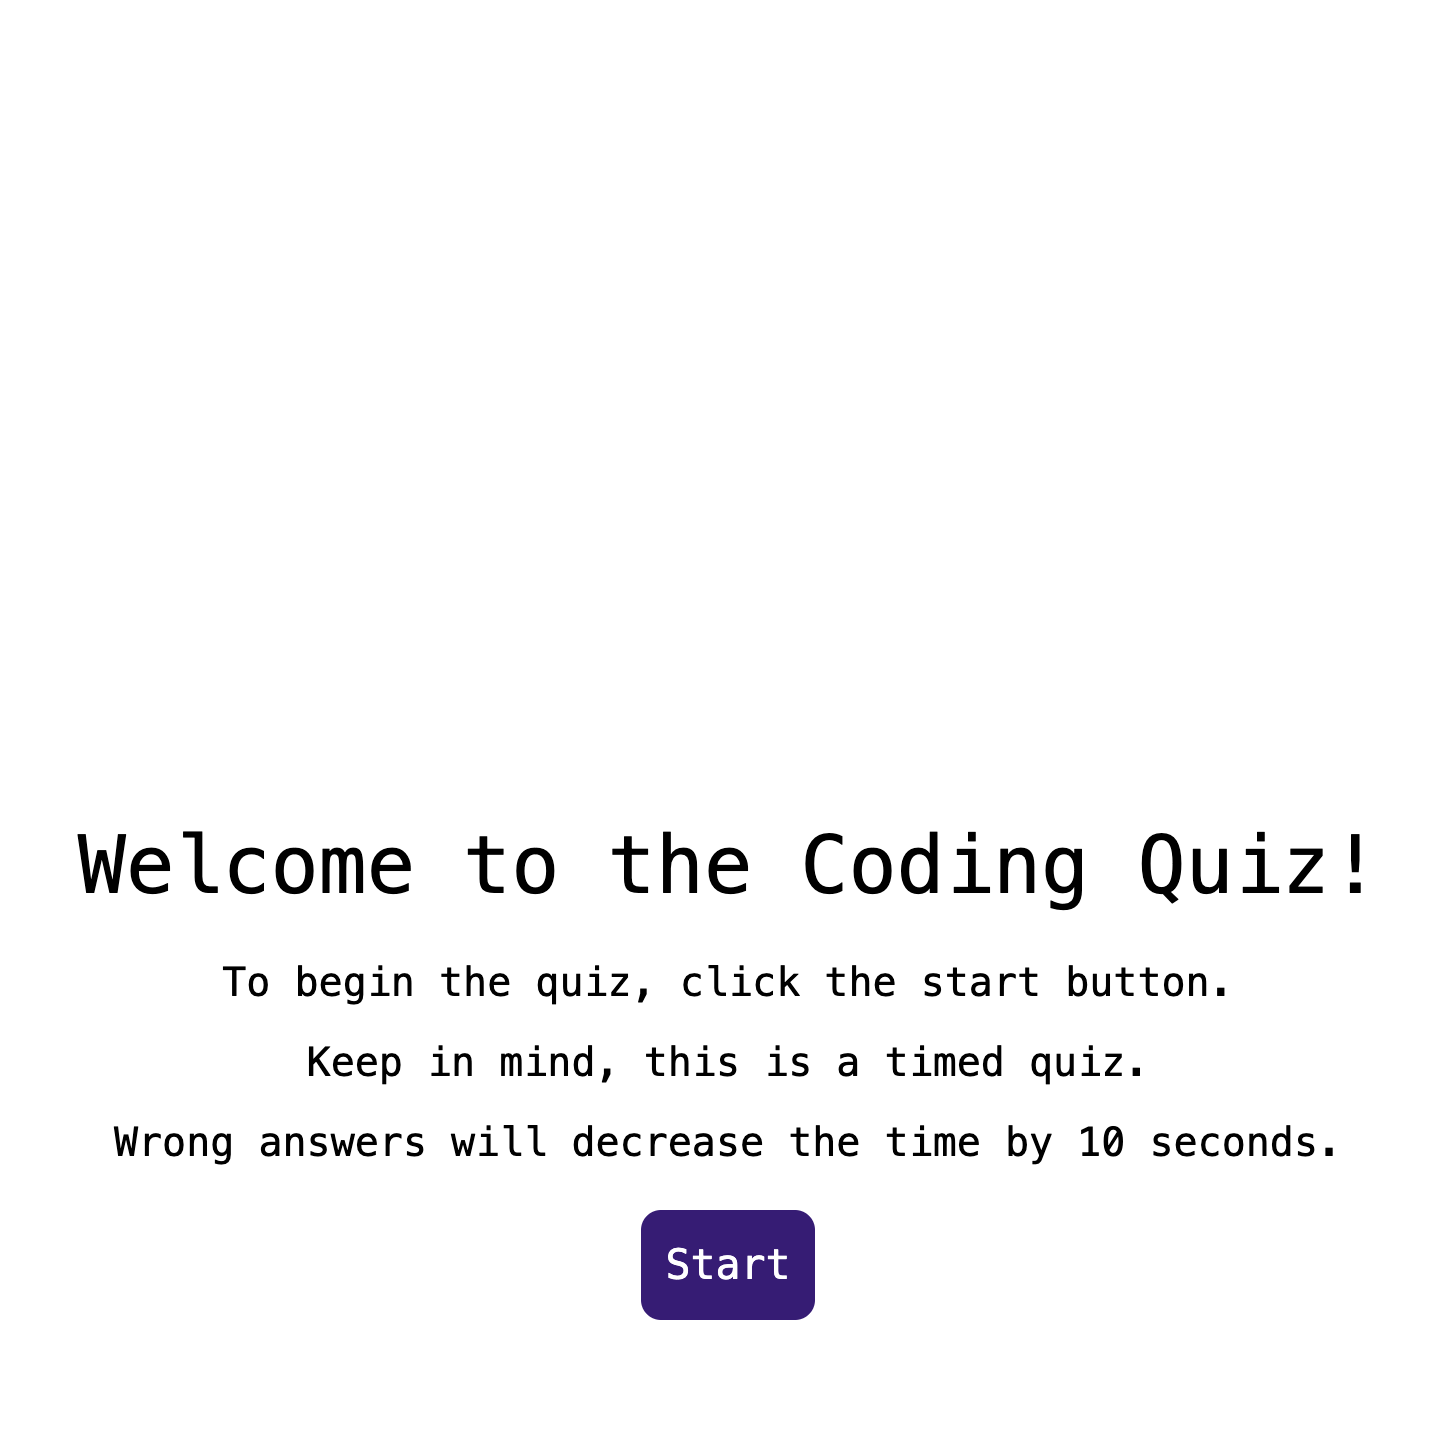 Welcome to the Coding Quiz!
To begin the quiz, click the start button.
Keep in mind, this is a timed quiz.
Wrong answers will decrease the time by 10 seconds.
Start